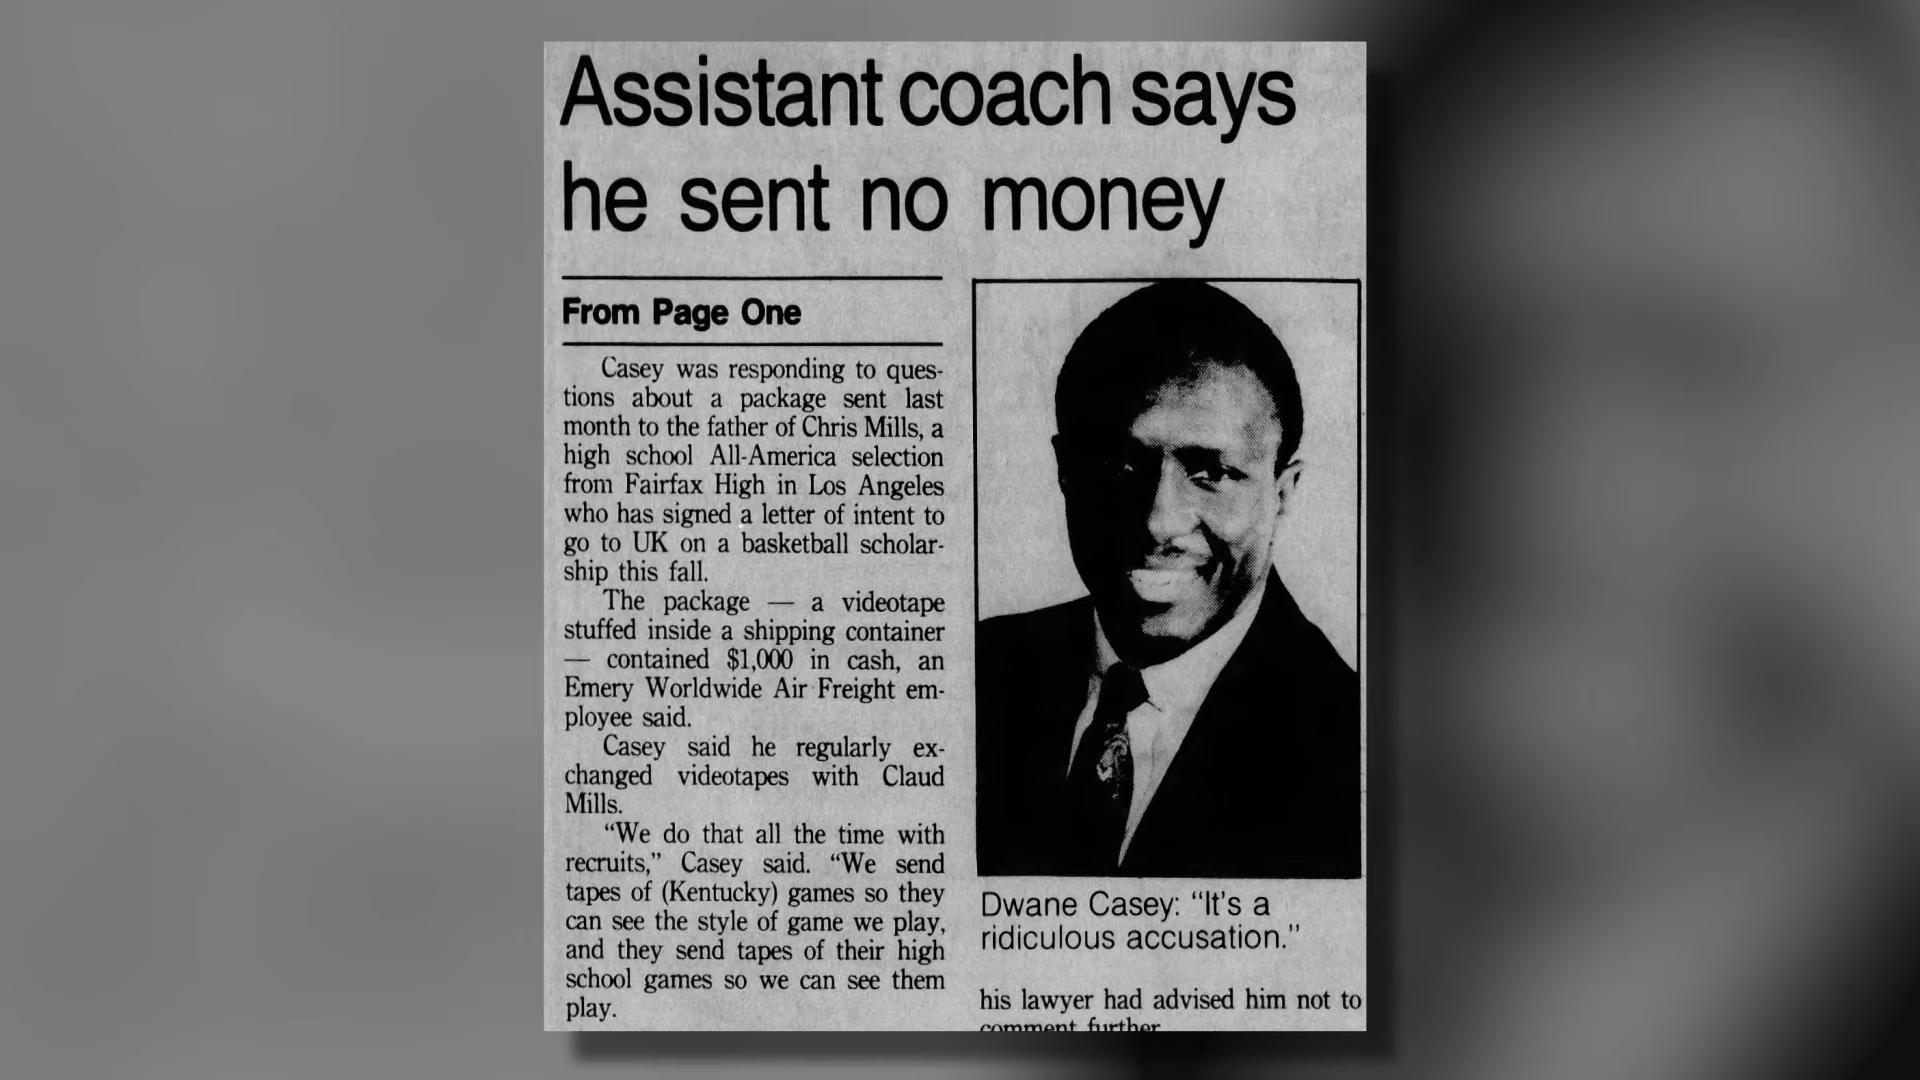 Assistant coach says
he sent no money
From Page One
Casey was responding to ques-
tions about a package sent last
month to the father of Chris Mills, a
high school All-America selection
from Fairfax High in Los Angeles
who has signed a letter of intent to
go to UK on a basketball scholar-
ship this fall.
The package — a videotape
stuffed inside a shipping container
— contained $1,000 in cash, an
Emery Worldwide Air Freight em-
ployee said.
Casey said he regularly ex-
changed videotapes with Claud
Mills.
“We do that all the time with
recruits,” Casey said. “We send
tapes of (Kentucky) games so they
can see the style of game we play,
and they send tapes of their high
school games so we can see them
play.
Dwane Casey: “It's a
ridiculous accusation.”
his lawyer had advised him not to
comment further